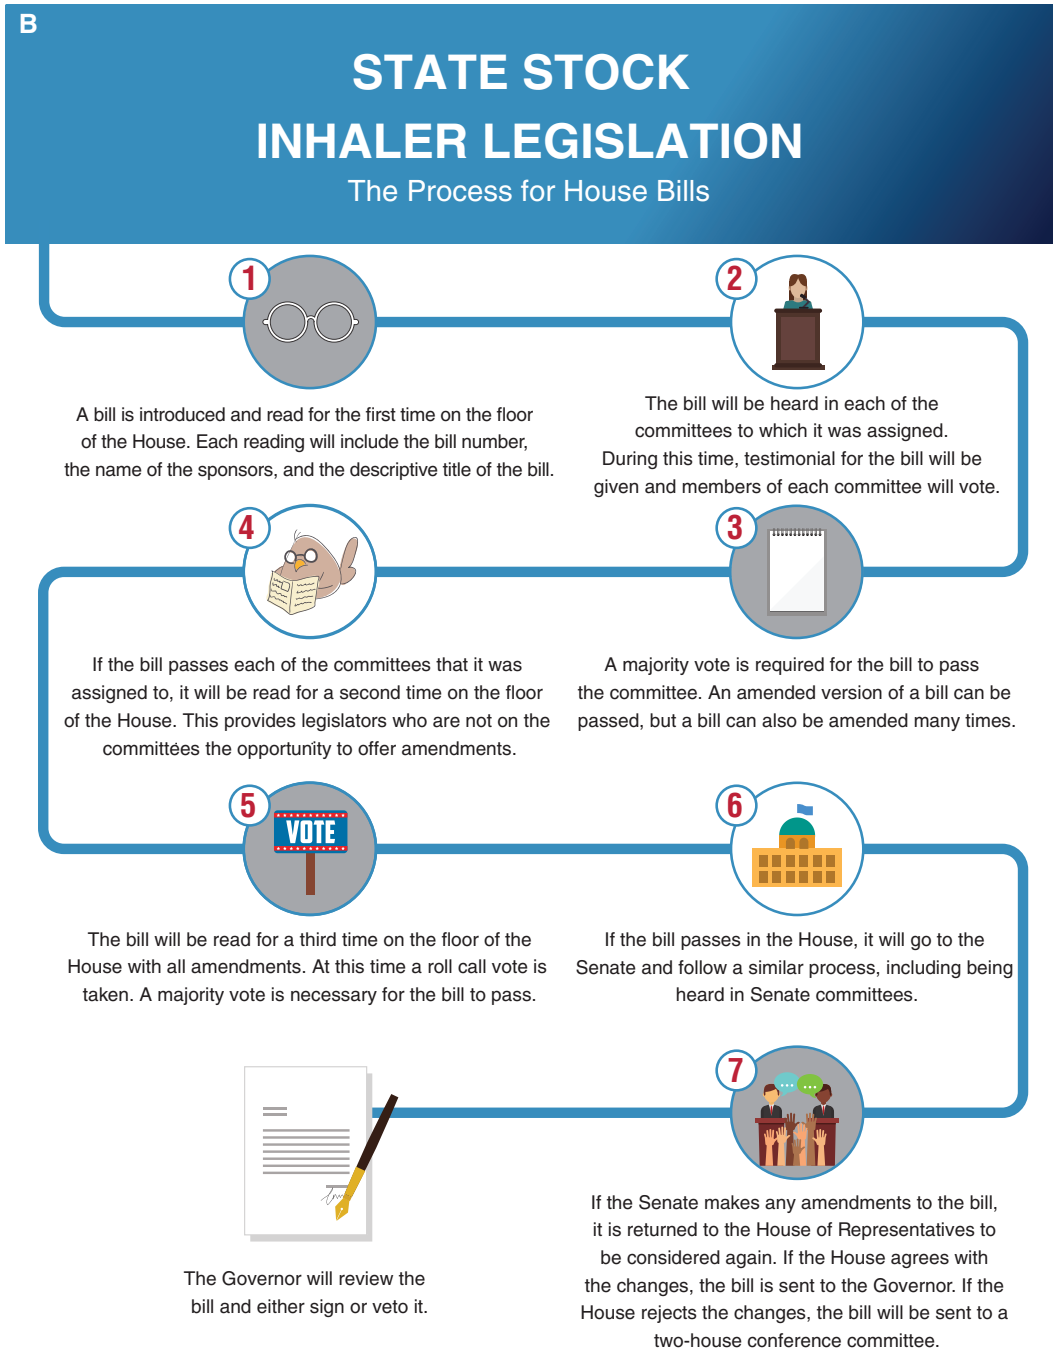 B
STATE STOCK
INHALER LEGISLATION
The Process for House Bills
1
A bill is introduced and read for the first time on the floor
of the House. Each reading will include the bill number,
the name of the sponsors, and the descriptive title of the bill.
2
The bill will be heard in each of the
committees to which it was assigned.
During this time, testimonial for the bill will be
given and members of each committee will vote.
3
A majority vote is required for the bill to pass
the committee. An amended version of a bill can be
passed, but a bill can also be amended many times.
4
If the bill passes each of the committees that it was
assigned to, it will be read for a second time on the floor
of the House. This provides legislators who are not on the
committees the opportunity to offer amendments.
5
VOTE
The bill will be read for a third time on the floor of the
House with all amendments. At this time a roll call vote is
taken. A majority vote is necessary for the bill to pass.
6
If the bill passes in the House, it will go to the
Senate and follow a similar process, including being
heard in Senate committees.
7
If the Senate makes any amendments to the bill,
it is returned to the House of Representatives to
be considered again. If the House agrees with
the changes, the bill is sent to the Governor. If the
House rejects the changes, the bill will be sent to a
two-house conference committee.
The Governor will review the
bill and either sign or veto it.